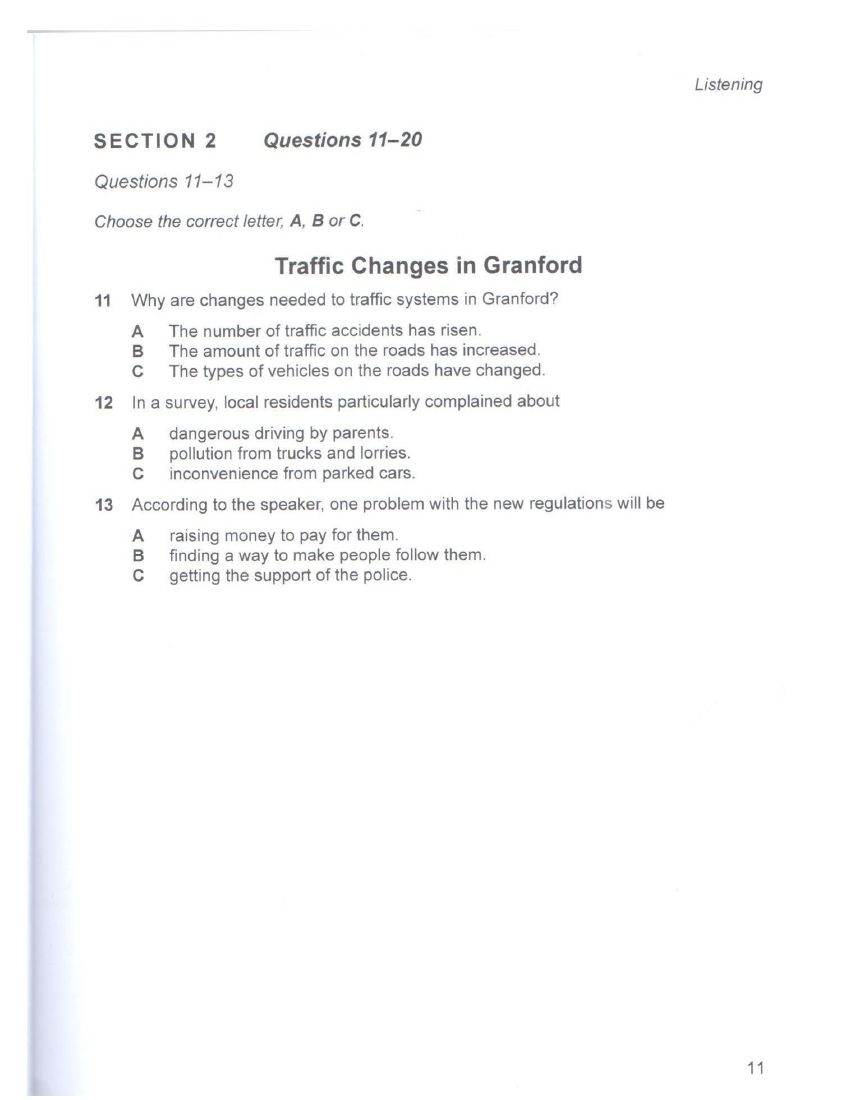 Listening
SECTION 2 Questions 11–20
Questions 11–13
Choose the correct letter, A, B or C.
Traffic Changes in Granford
11 Why are changes needed to traffic systems in Granford?
A The number of traffic accidents has risen.
B The amount of traffic on the roads has increased.
C The types of vehicles on the roads have changed.
12 In a survey, local residents particularly complained about
A dangerous driving by parents.
B pollution from trucks and lorries.
C inconvenience from parked cars.
13 According to the speaker, one problem with the new regulations will be
A raising money to pay for them.
B finding a way to make people follow them.
C getting the support of the police.
11